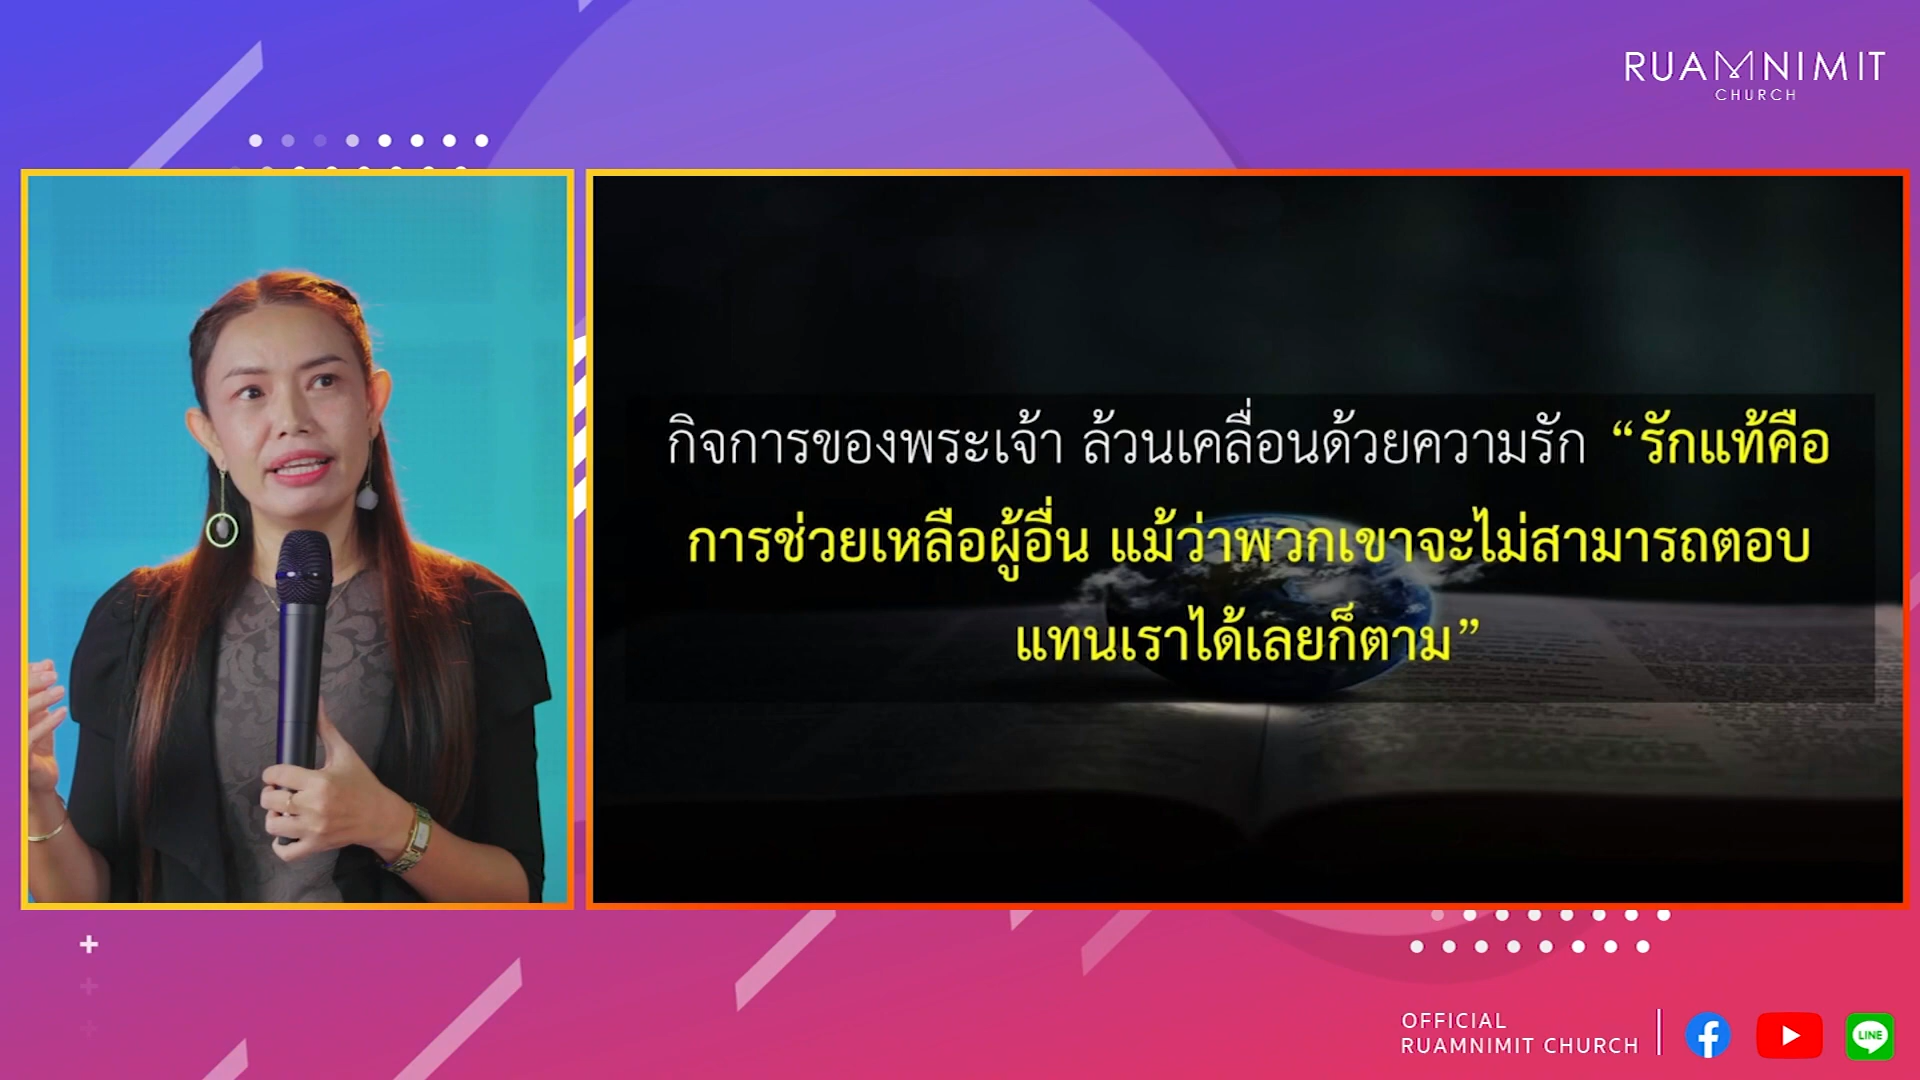 RUAMNIMIT
CHURCH
กิจการของพระเจ้า ล้วนเคลื่อนด้วยความรัก “รักแท้คือ
การช่วยเหลือผู้อื่น แม้ว่าพวกเขาจะไม่สามารถตอบ
แทนเราได้เลยก็ตาม”
OFFICIAL
RUAMNIMIT CHURCH
LINE